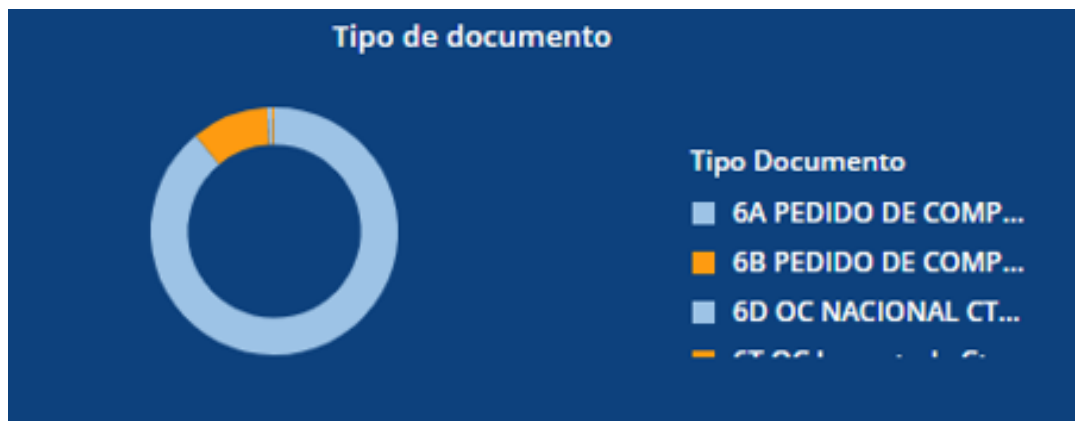 Tipo de documento
Tipo Documento
6A PEDIDO DE COMP...
6B PEDIDO DE COMP...
6D OC NACIONAL CT...